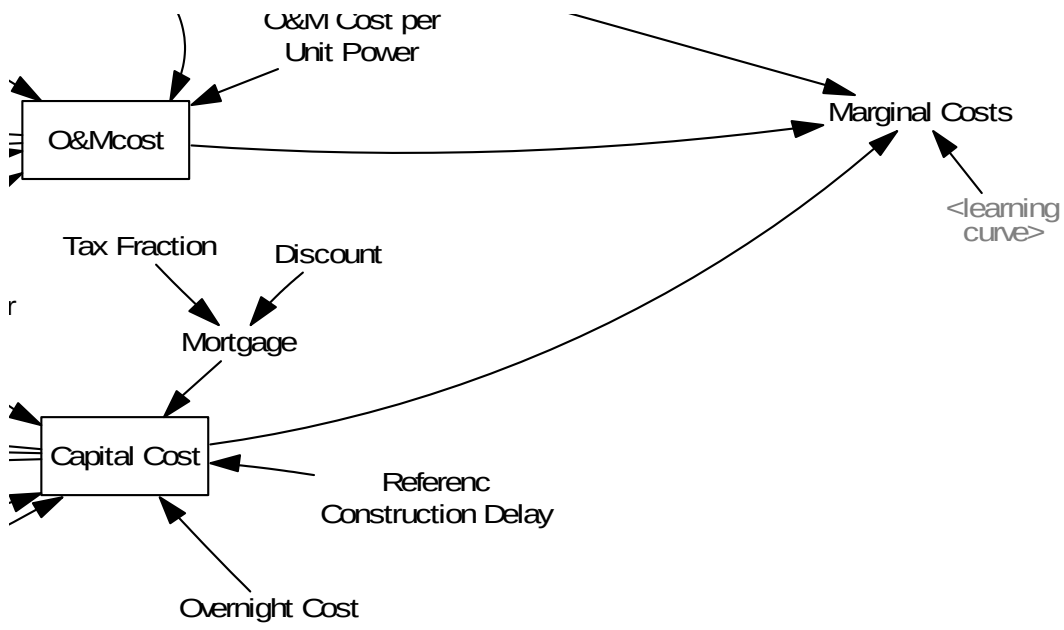 O&M Cost per
Unit Power
Marginal Costs
O&Mcost
<learning
curve>
Tax Fraction
Discount
r
Mortgage
Capital Cost
Referenc
Construction Delay
Overnight Cost